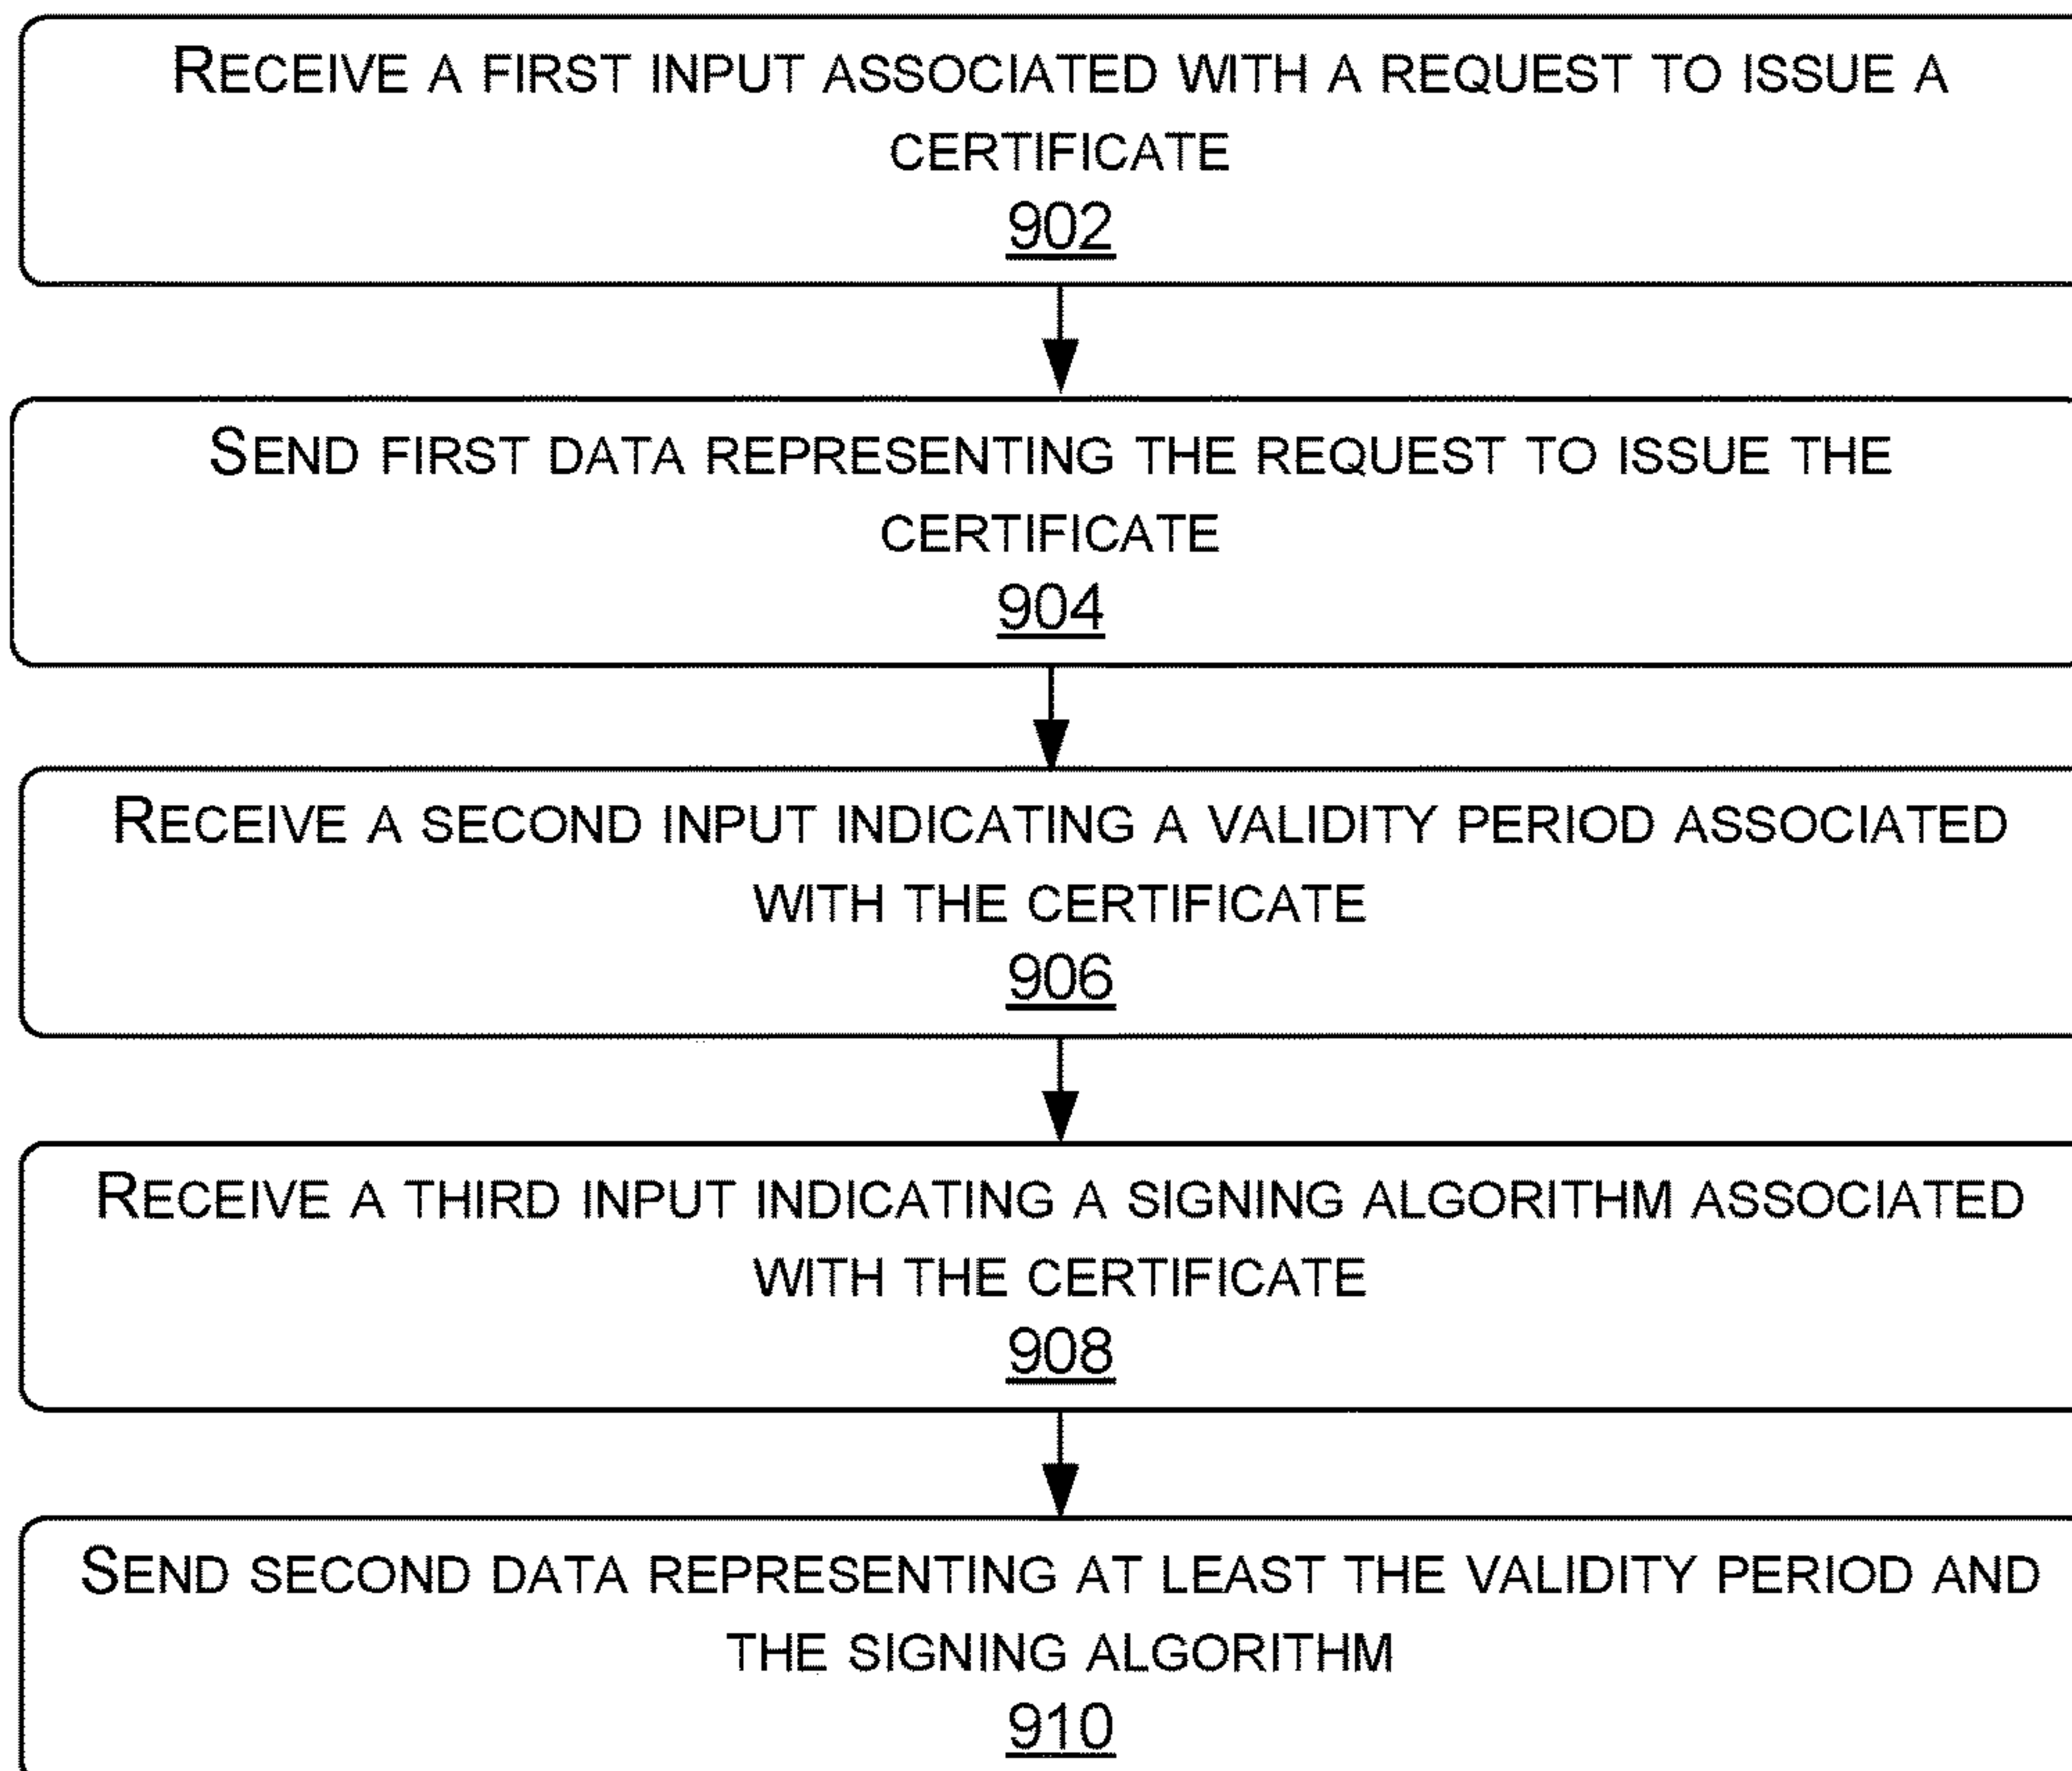 RECEIVE A FIRST INPUT ASSOCIATED WITH A REQUEST TO ISSUE A
CERTIFICATE
902
SEND FIRST DATA REPRESENTING THE REQUEST TO ISSUE THE
CERTIFICATE
904
RECEIVE A SECOND INPUT INDICATING A VALIDITY PERIOD ASSOCIATED
WITH THE CERTIFICATE
906
RECEIVE A THIRD INPUT INDICATING A SIGNING ALGORITHM ASSOCIATED
WITH THE CERTIFICATE
908
SEND SECOND DATA REPRESENTING AT LEAST THE VALIDITY PERIOD AND
THE SIGNING ALGORITHM
910